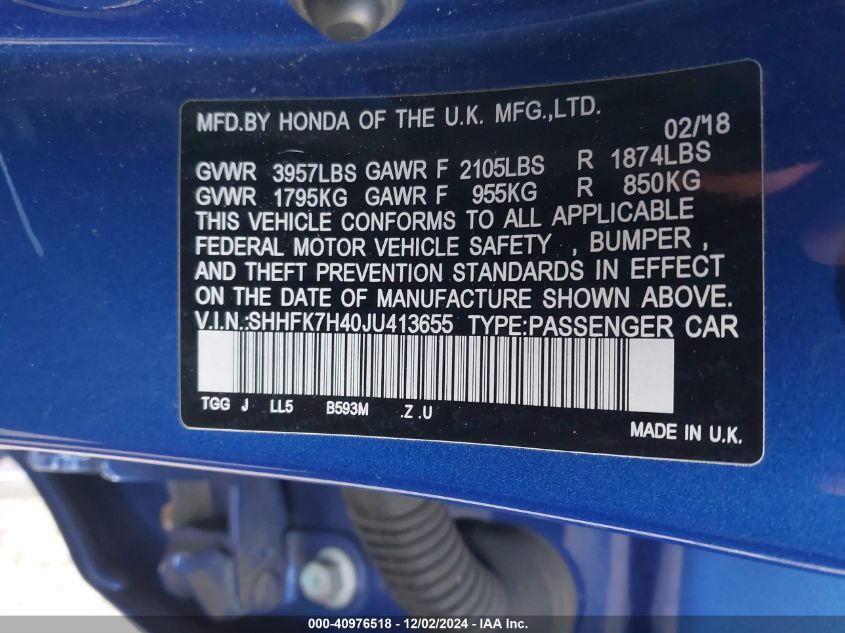 MFD.BY HONDA OF THE U.K. MFG.,LTD.
02/18
GVWR 3957LBS GAWR F 2105LBS R 1874LBS
GVWR 1795KG GAWR F 955KG R 850KG
THIS VEHICLE CONFORMS TO ALL APPLICABLE
FEDERAL MOTOR VEHICLE SAFETY , BUMPER ,
AND THEFT PREVENTION STANDARDS IN EFFECT
ON THE DATE OF MANUFACTURE SHOWN ABOVE.
V.I.N.:SHHFK7H40JU413655 TYPE:PASSENGER CAR
TGG J LL5 B593M .Z .U
MADE IN U.K.
000-40976518 - 12/02/2024 - IAA, Inc.